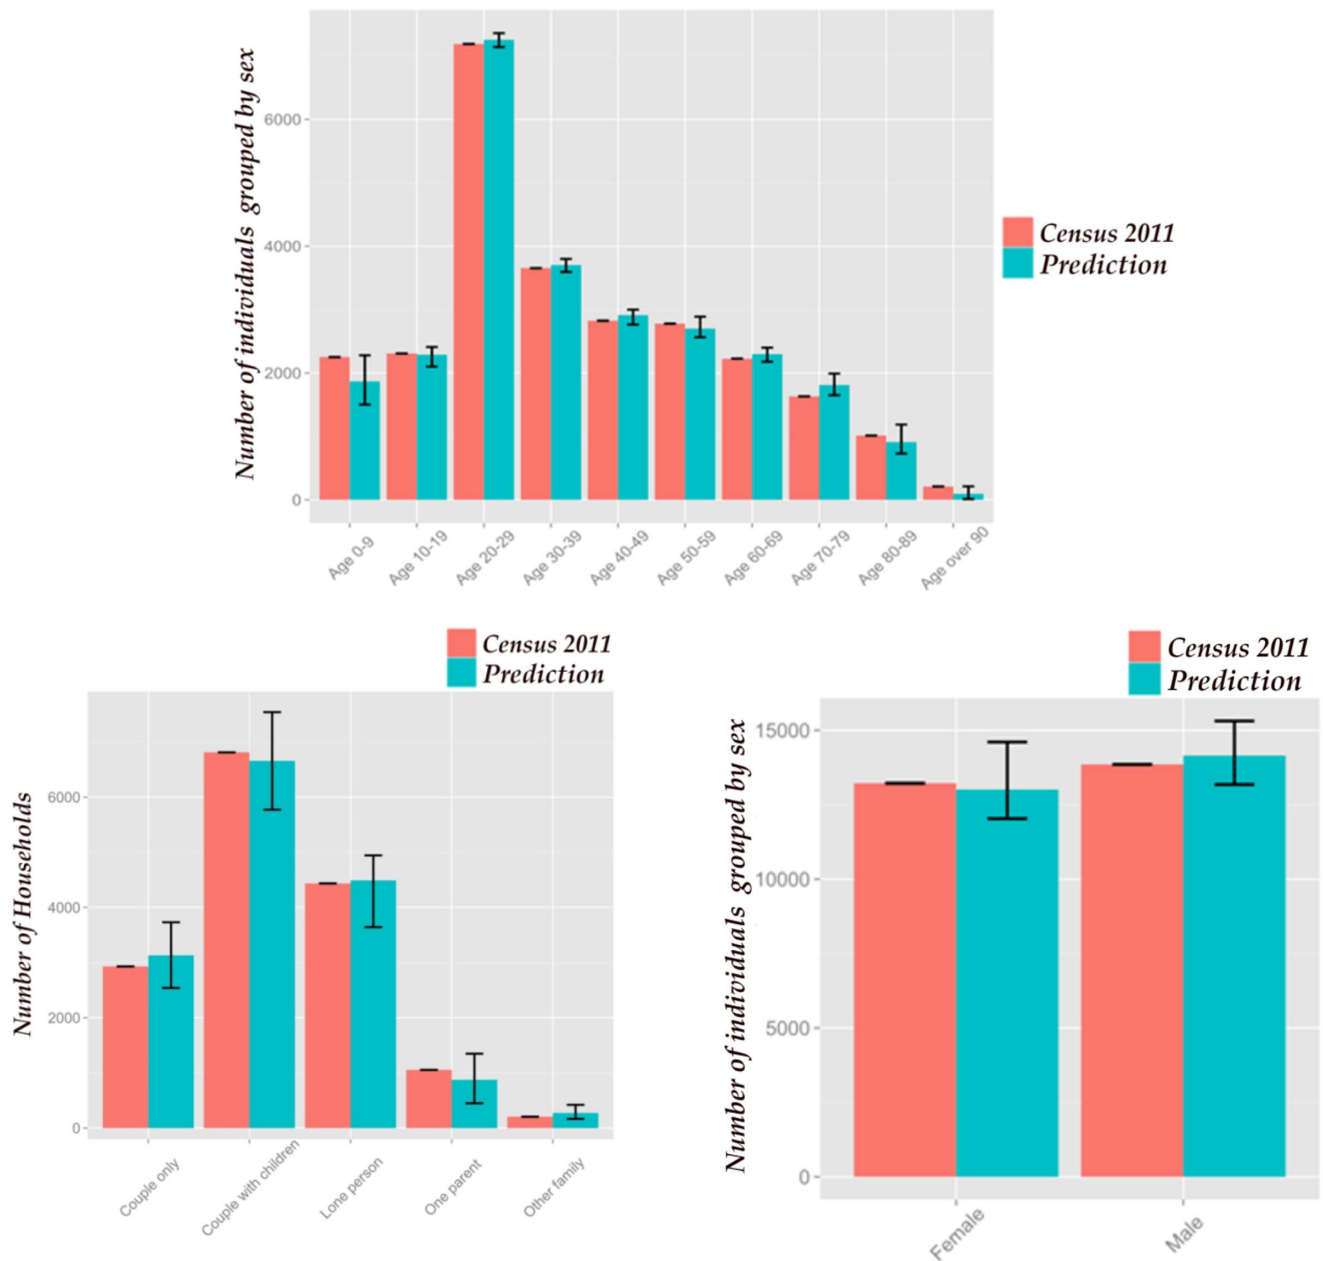 Number of individuals grouped by sex
6000
4000
2000
0
Age 0-9
Age 10-19
Age 20-29
Age 30-39
Age 40-49
Age 50-59
Age 60-69
Age 70-79
Age 80-89
Age over 90
Census 2011
Prediction
Census 2011
Prediction
Number of Households
6000
4000
2000
0
Couple only
Couple with children
Lone person
One parent
Other family
Census 2011
Prediction
Number of individuals grouped by sex
15000
10000
5000
0
Female
Male